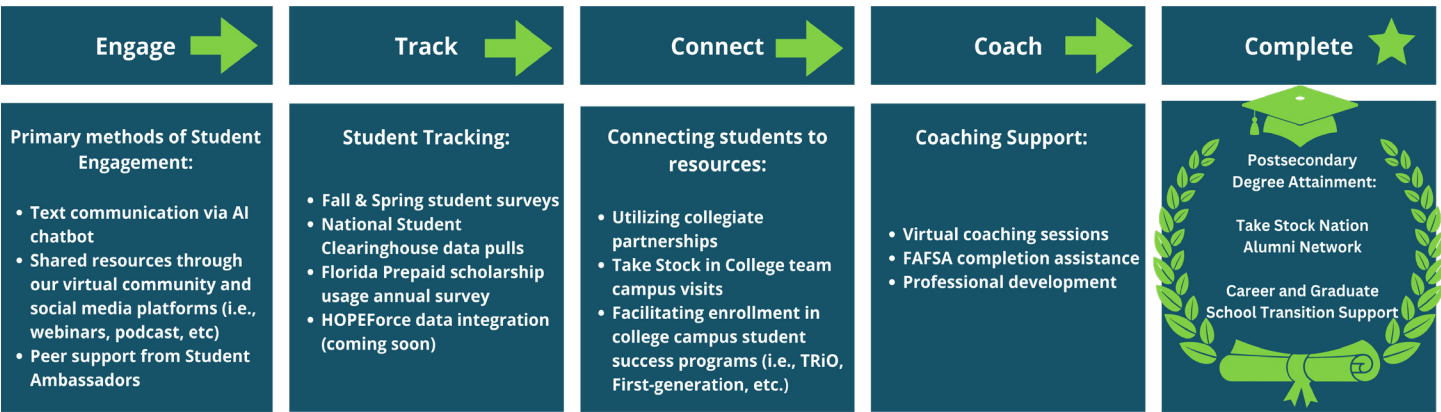 Engage
Track
Connect
Coach
Complete
Primary methods of Student
Engagement:
• Text communication via AI
chatbot
• Shared resources through
our virtual community and
social media platforms (i.e.,
webinars, podcast, etc)
• Peer support from Student
Ambassadors
Student Tracking:
• Fall & Spring student surveys
• National Student
Clearinghouse data pulls
• Florida Prepaid scholarship
usage annual survey
• HOPEForce data integration
(coming soon)
Connecting students to
resources:
• Utilizing collegiate
partnerships
• Take Stock in College team
campus visits
• Facilitating enrollment in
college campus student
success programs (i.e., TRiO,
First-generation, etc.)
Coaching Support:
• Virtual coaching sessions
• FAFSA completion assistance
• Professional development
Postsecondary
Degree Attainment:
Take Stock Nation
Alumni Network
Career and Graduate
School Transition Support